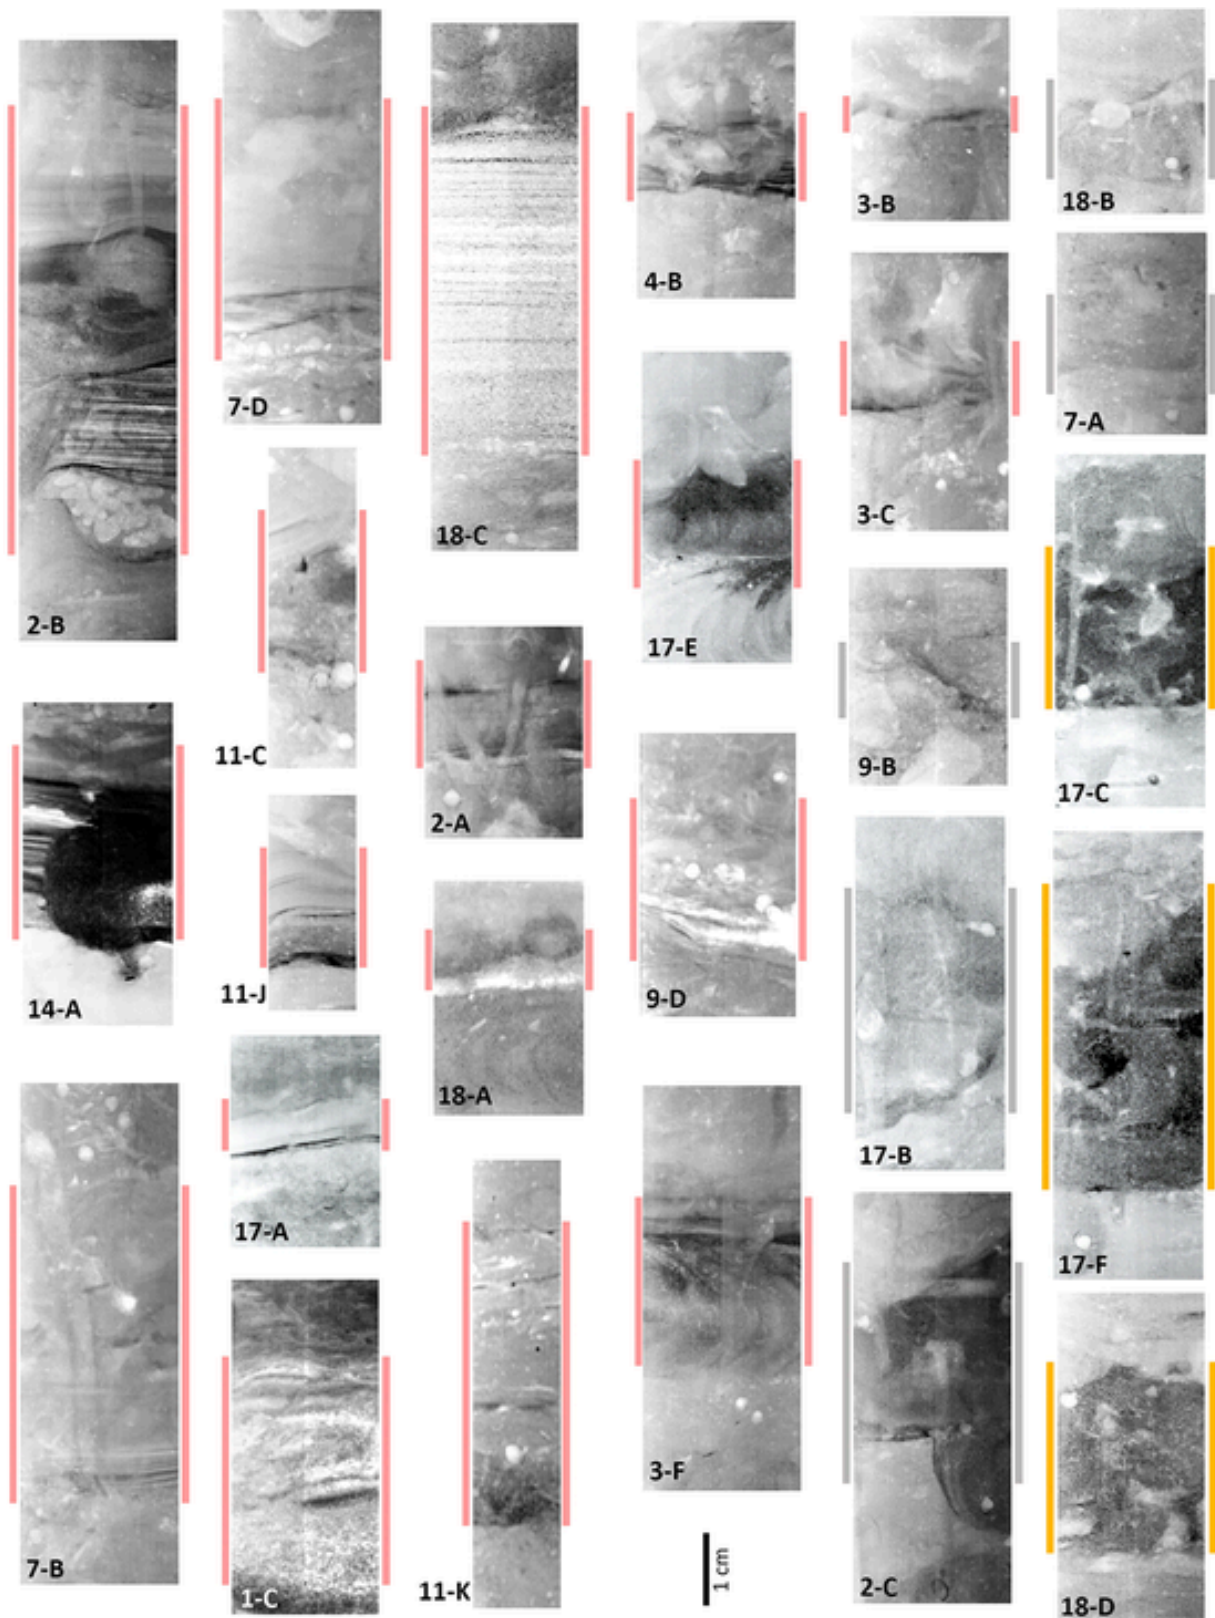 2-B
7-D
18-C
4-B
3-B
18-B
7-A
3-C
11-C
17-E
2-A
9-B
17-C
14-A
11-J
18-A
9-D
17-B
17-A
17-F
7-B
1-C
11-K
3-F
1 cm
2-C
18-D